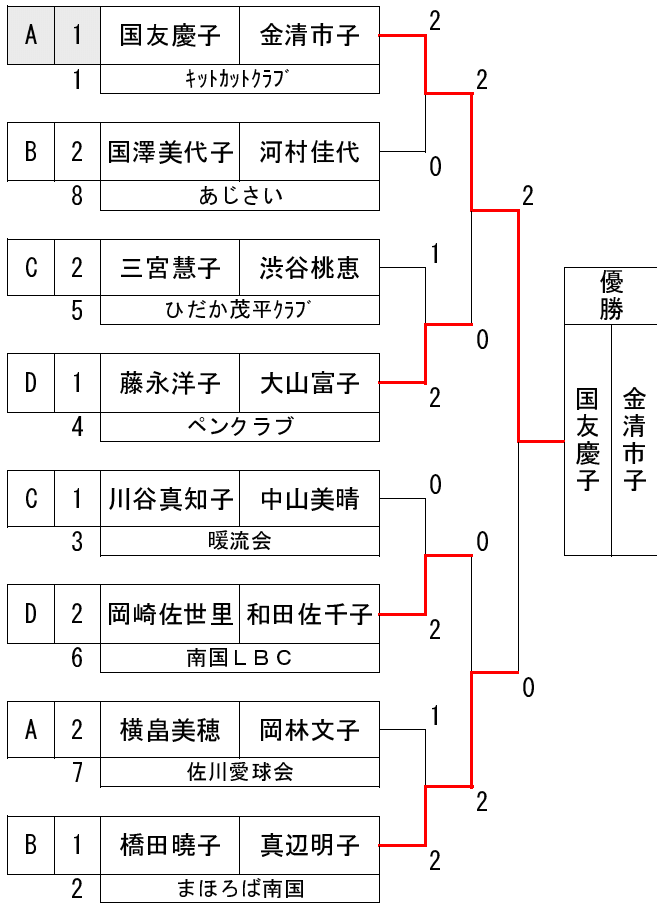 A 1 国友慶子 金清市子 2
1 ｷｯﾄｶｯﾄｸﾗﾌﾞ 2
B 2 国澤美代子 河村佳代 0
8 あじさい 2
C 2 三宮慧子 渋谷桃恵 1
5 ひだか茂平ｸﾗﾌﾞ 0
D 1 藤永洋子 大山富子 2
4 ペンクラブ
C 1 川谷真知子 中山美晴 0
3 暖流会 0
D 2 岡崎佐世里 和田佐千子 2
6 南国ＬＢＣ 0
A 2 横畠美穂 岡林文子 1
7 佐川愛球会 2
B 1 橋田曉子 真辺明子 2
2 まほろば南国
優勝
国友慶子
金清市子